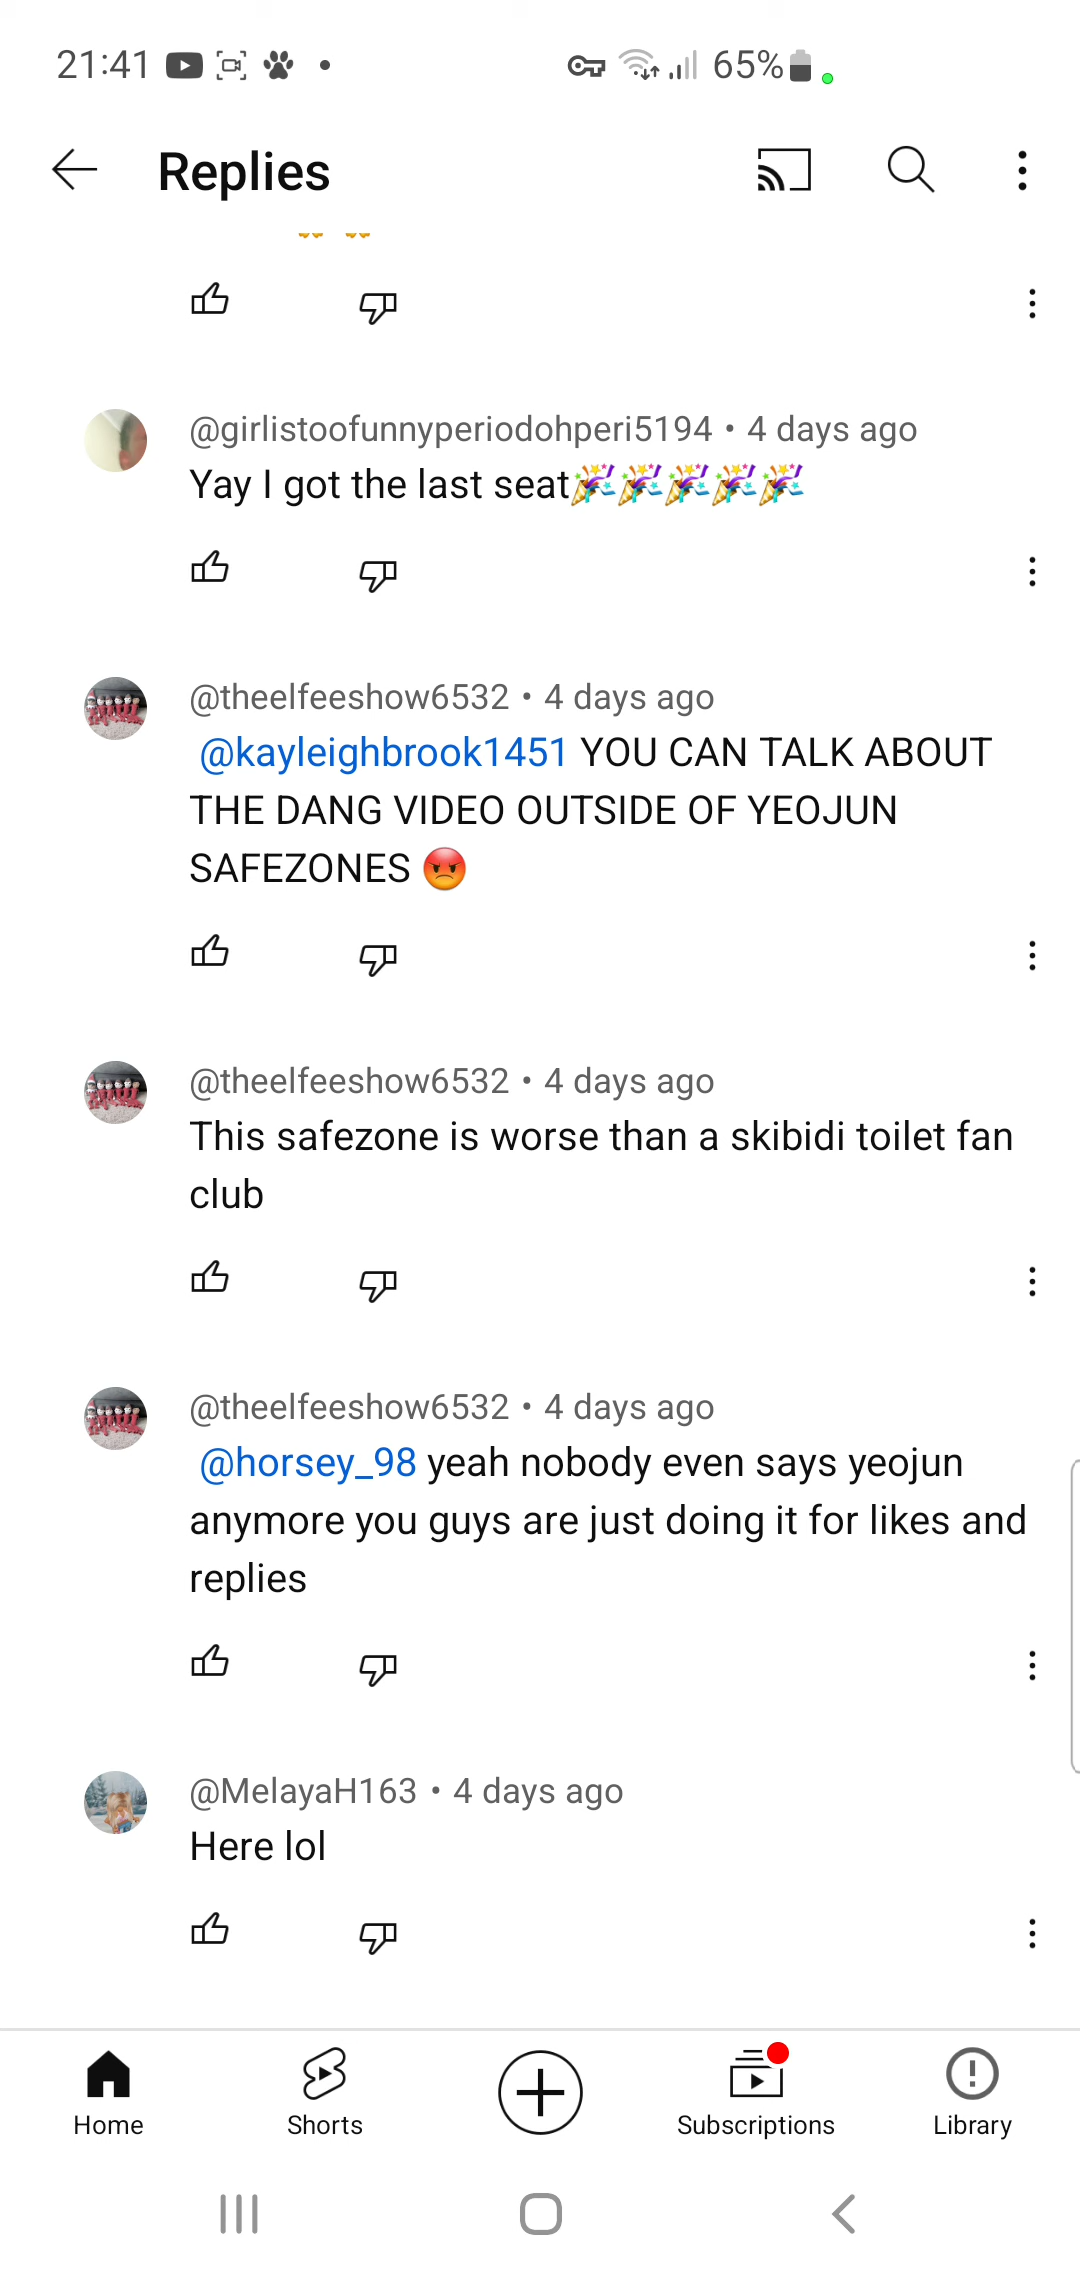 21:41 65%
Replies
@girlistoofunnyperiodohperi5194 • 4 days ago
Yay I got the last seat🎉🎉🎉🎉🎉
@theelfeeshow6532 • 4 days ago
@kayleighbrook1451 YOU CAN TALK ABOUT
THE DANG VIDEO OUTSIDE OF YEOJUN
SAFEZONES 😡
@theelfeeshow6532 • 4 days ago
This safezone is worse than a skibidi toilet fan
club
@theelfeeshow6532 • 4 days ago
@horsey_98 yeah nobody even says yeojun
anymore you guys are just doing it for likes and
replies
@MelayaH163 • 4 days ago
Here lol
Home Shorts Subscriptions Library